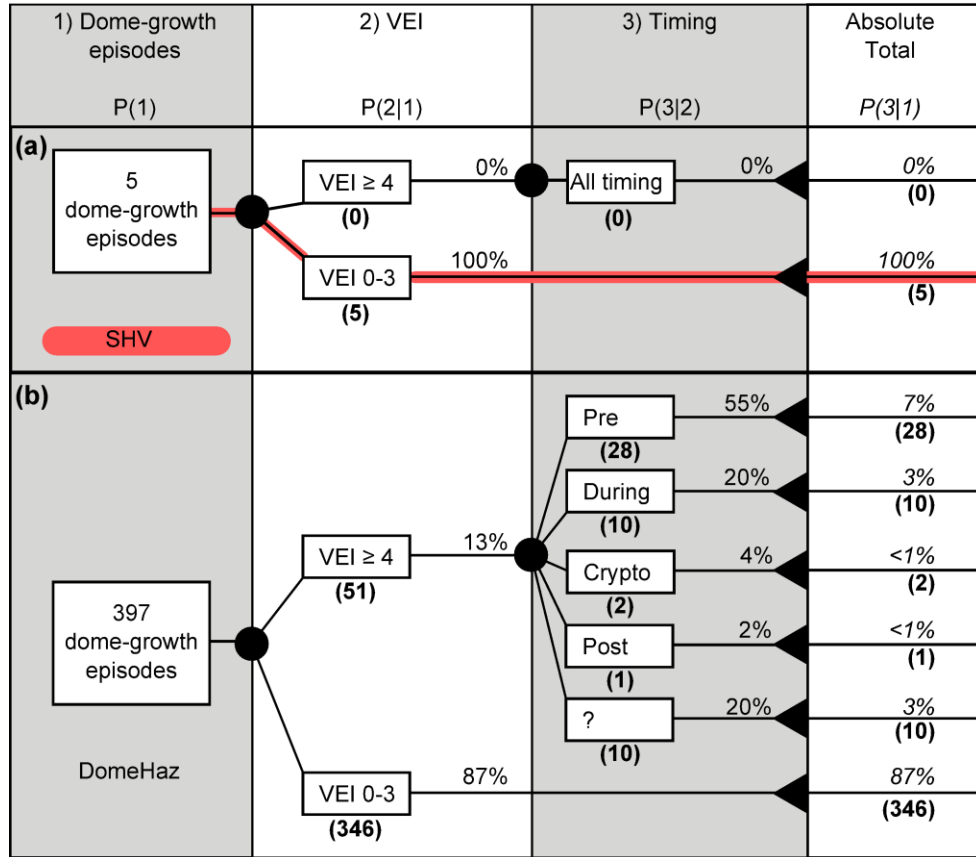 1) Dome-growth
episodes
P(1)
2) VEI
P(2|1)
3) Timing
P(3|2)
Absolute
Total
P(3|1)
(a)
5
dome-growth
episodes
SHV
VEI ≥ 4
(0)
0%
All timing
(0)
0%
0%
(0)
VEI 0-3
(5)
100%
100%
(5)
(b)
397
dome-growth
episodes
DomeHaz
VEI ≥ 4
(51)
13%
Pre
(28)
55%
7%
(28)
During
(10)
20%
3%
(10)
Crypto
(2)
4%
<1%
(2)
Post
(1)
2%
<1%
(1)
?
(10)
20%
3%
(10)
VEI 0-3
(346)
87%
87%
(346)